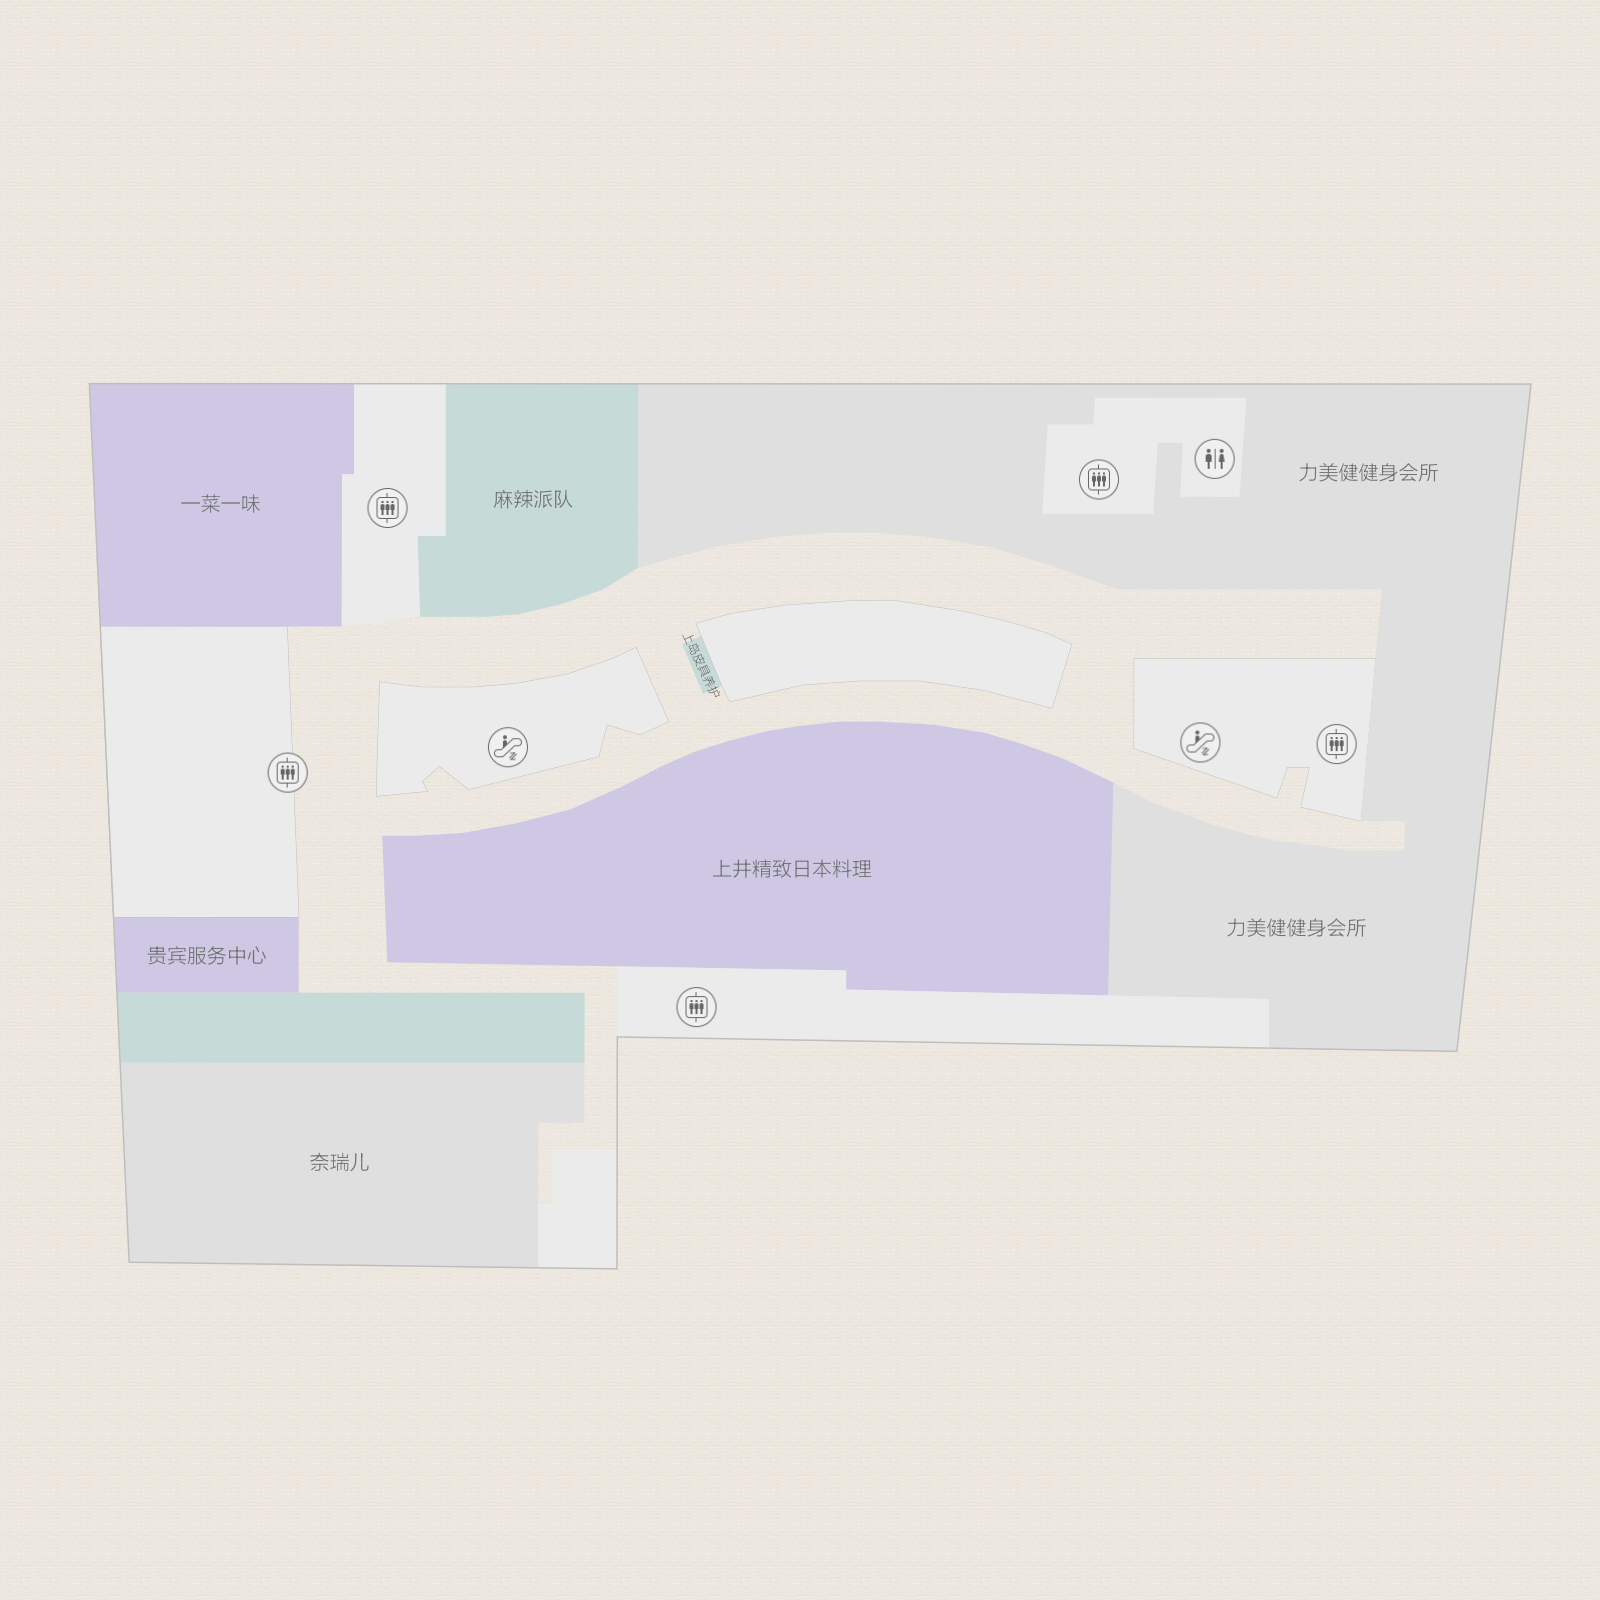 力美健健身会所
麻辣派队
一菜一味
上品皮具养护
上井精致日本料理
力美健健身会所
贵宾服务中心
奈瑞儿